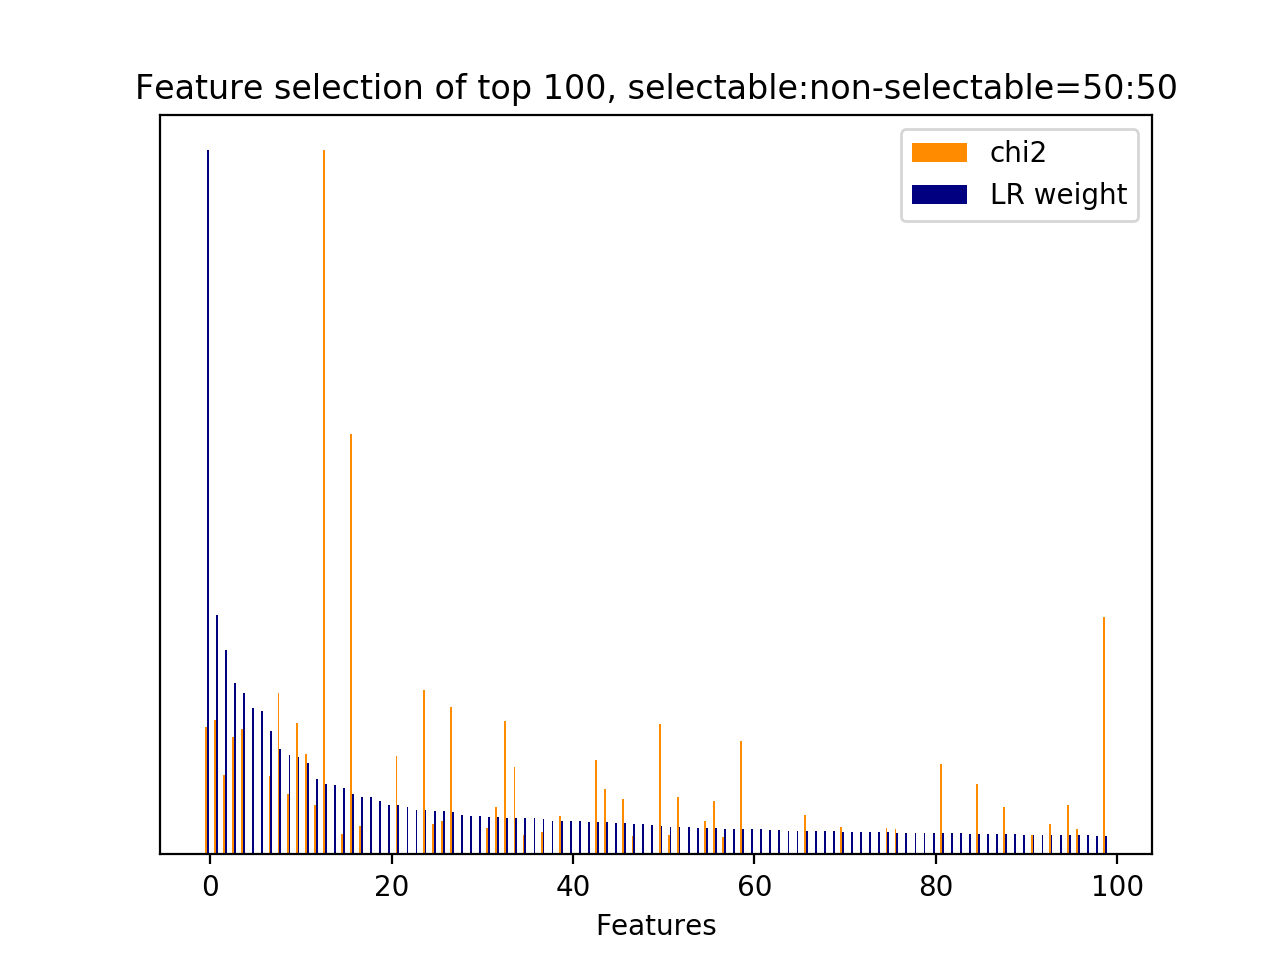 Feature selection of top 100, selectable:non-selectable=50:50
chi2
LR weight
0 20 40 60 80 100
Features